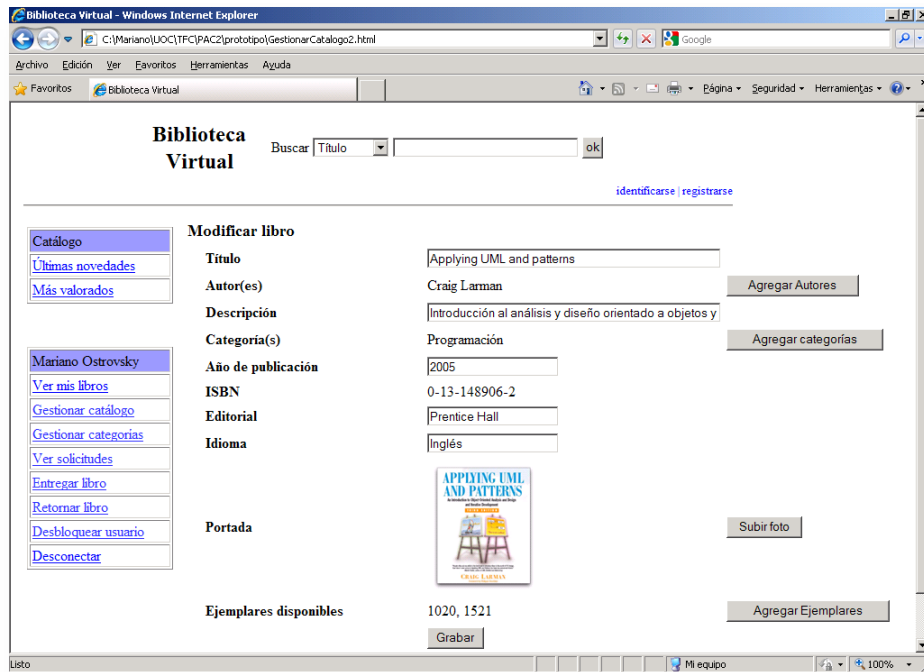 Biblioteca Virtual - Windows Internet Explorer
C:\Mariano\UOC\TFC\PAC2\prototipo\GestionarCatalogo2.html
Google
Archivo Edición Ver Favoritos Herramientas Ayuda
Favoritos Biblioteca Virtual Página Seguridad Herramientas
Biblioteca
Virtual
Buscar Título ok
identificarse | registrarse
Catálogo
Últimas novedades
Más valorados
Mariano Ostrovsky
Ver mis libros
Gestionar catálogo
Gestionar categorias
Ver solicitudes
Entregar libro
Retornar libro
Desbloquear usuario
Desconectar
Modificar libro
Título Applying UML and patterns
Autor(es) Craig Larman Agregar Autores
Descripción Introducción al análisis y diseño orientado a objetos y
Categoría(s) Programación Agregar categorías
Año de publicación 2005
ISBN 0-13-148906-2
Editorial Prentice Hall
Idioma Inglés
APPLYING UML
AND PATTERNS
CRAIG LARMAN
Portada Subir foto
Ejemplares disponibles 1020, 1521 Agregar Ejemplares
Grabar
Listo Mi equipo 100%